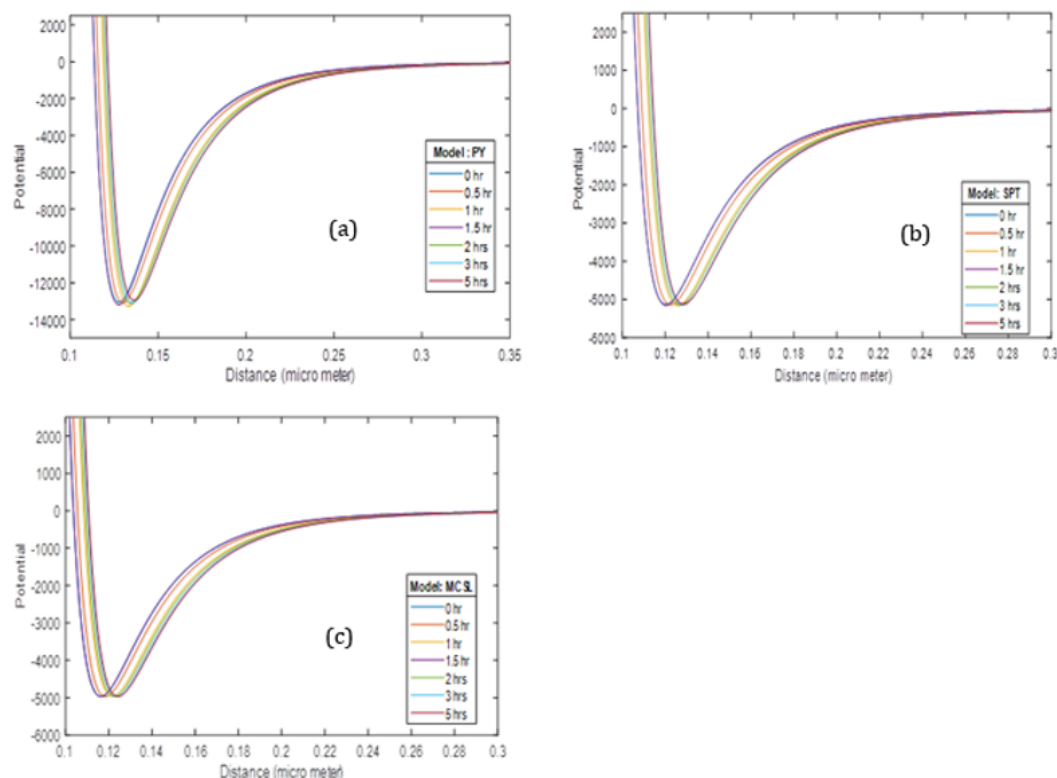 2000
0
-2000
-4000
-6000
-8000
-10000
-12000
-14000
Potential
0.1 0.15 0.2 0.25 0.3 0.35
Distance (micro meter)
Model : PY
0 hr
0.5 hr
1 hr
1.5 hr
2 hrs
3 hrs
5 hrs
(a)
2000
1000
0
-1000
-2000
-3000
-4000
-5000
-6000
Potential
0.1 0.12 0.14 0.16 0.18 0.2 0.22 0.24 0.26 0.28 0.3
Distance (micro meter)
Model: SPT
0 hr
0.5 hr
1 hr
1.5 hr
2 hrs
3 hrs
5 hrs
(b)
2000
1000
0
-1000
-2000
-3000
-4000
-5000
-6000
Potential
0.1 0.12 0.14 0.16 0.18 0.2 0.22 0.24 0.26 0.28 0.3
Distance (micro meter)
Model: MCSL
0 hr
0.5 hr
1 hr
1.5 hr
2 hrs
3 hrs
5 hrs
(c)